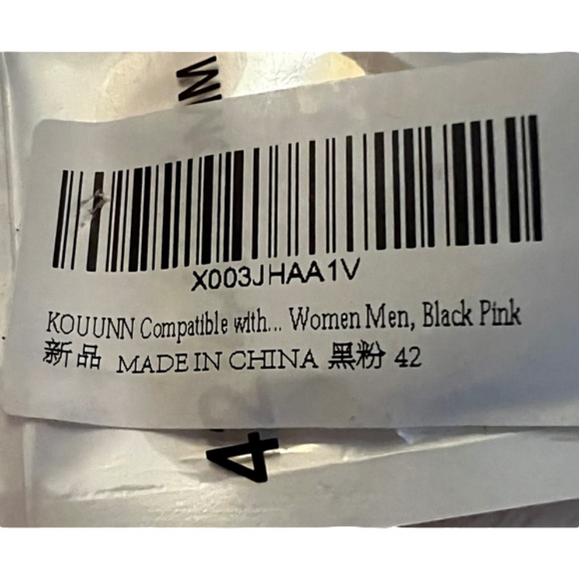 X003JHAA1V
KOUUNN Compatible with... Women Men, Black Pink
新品 MADE IN CHINA 黑粉 42